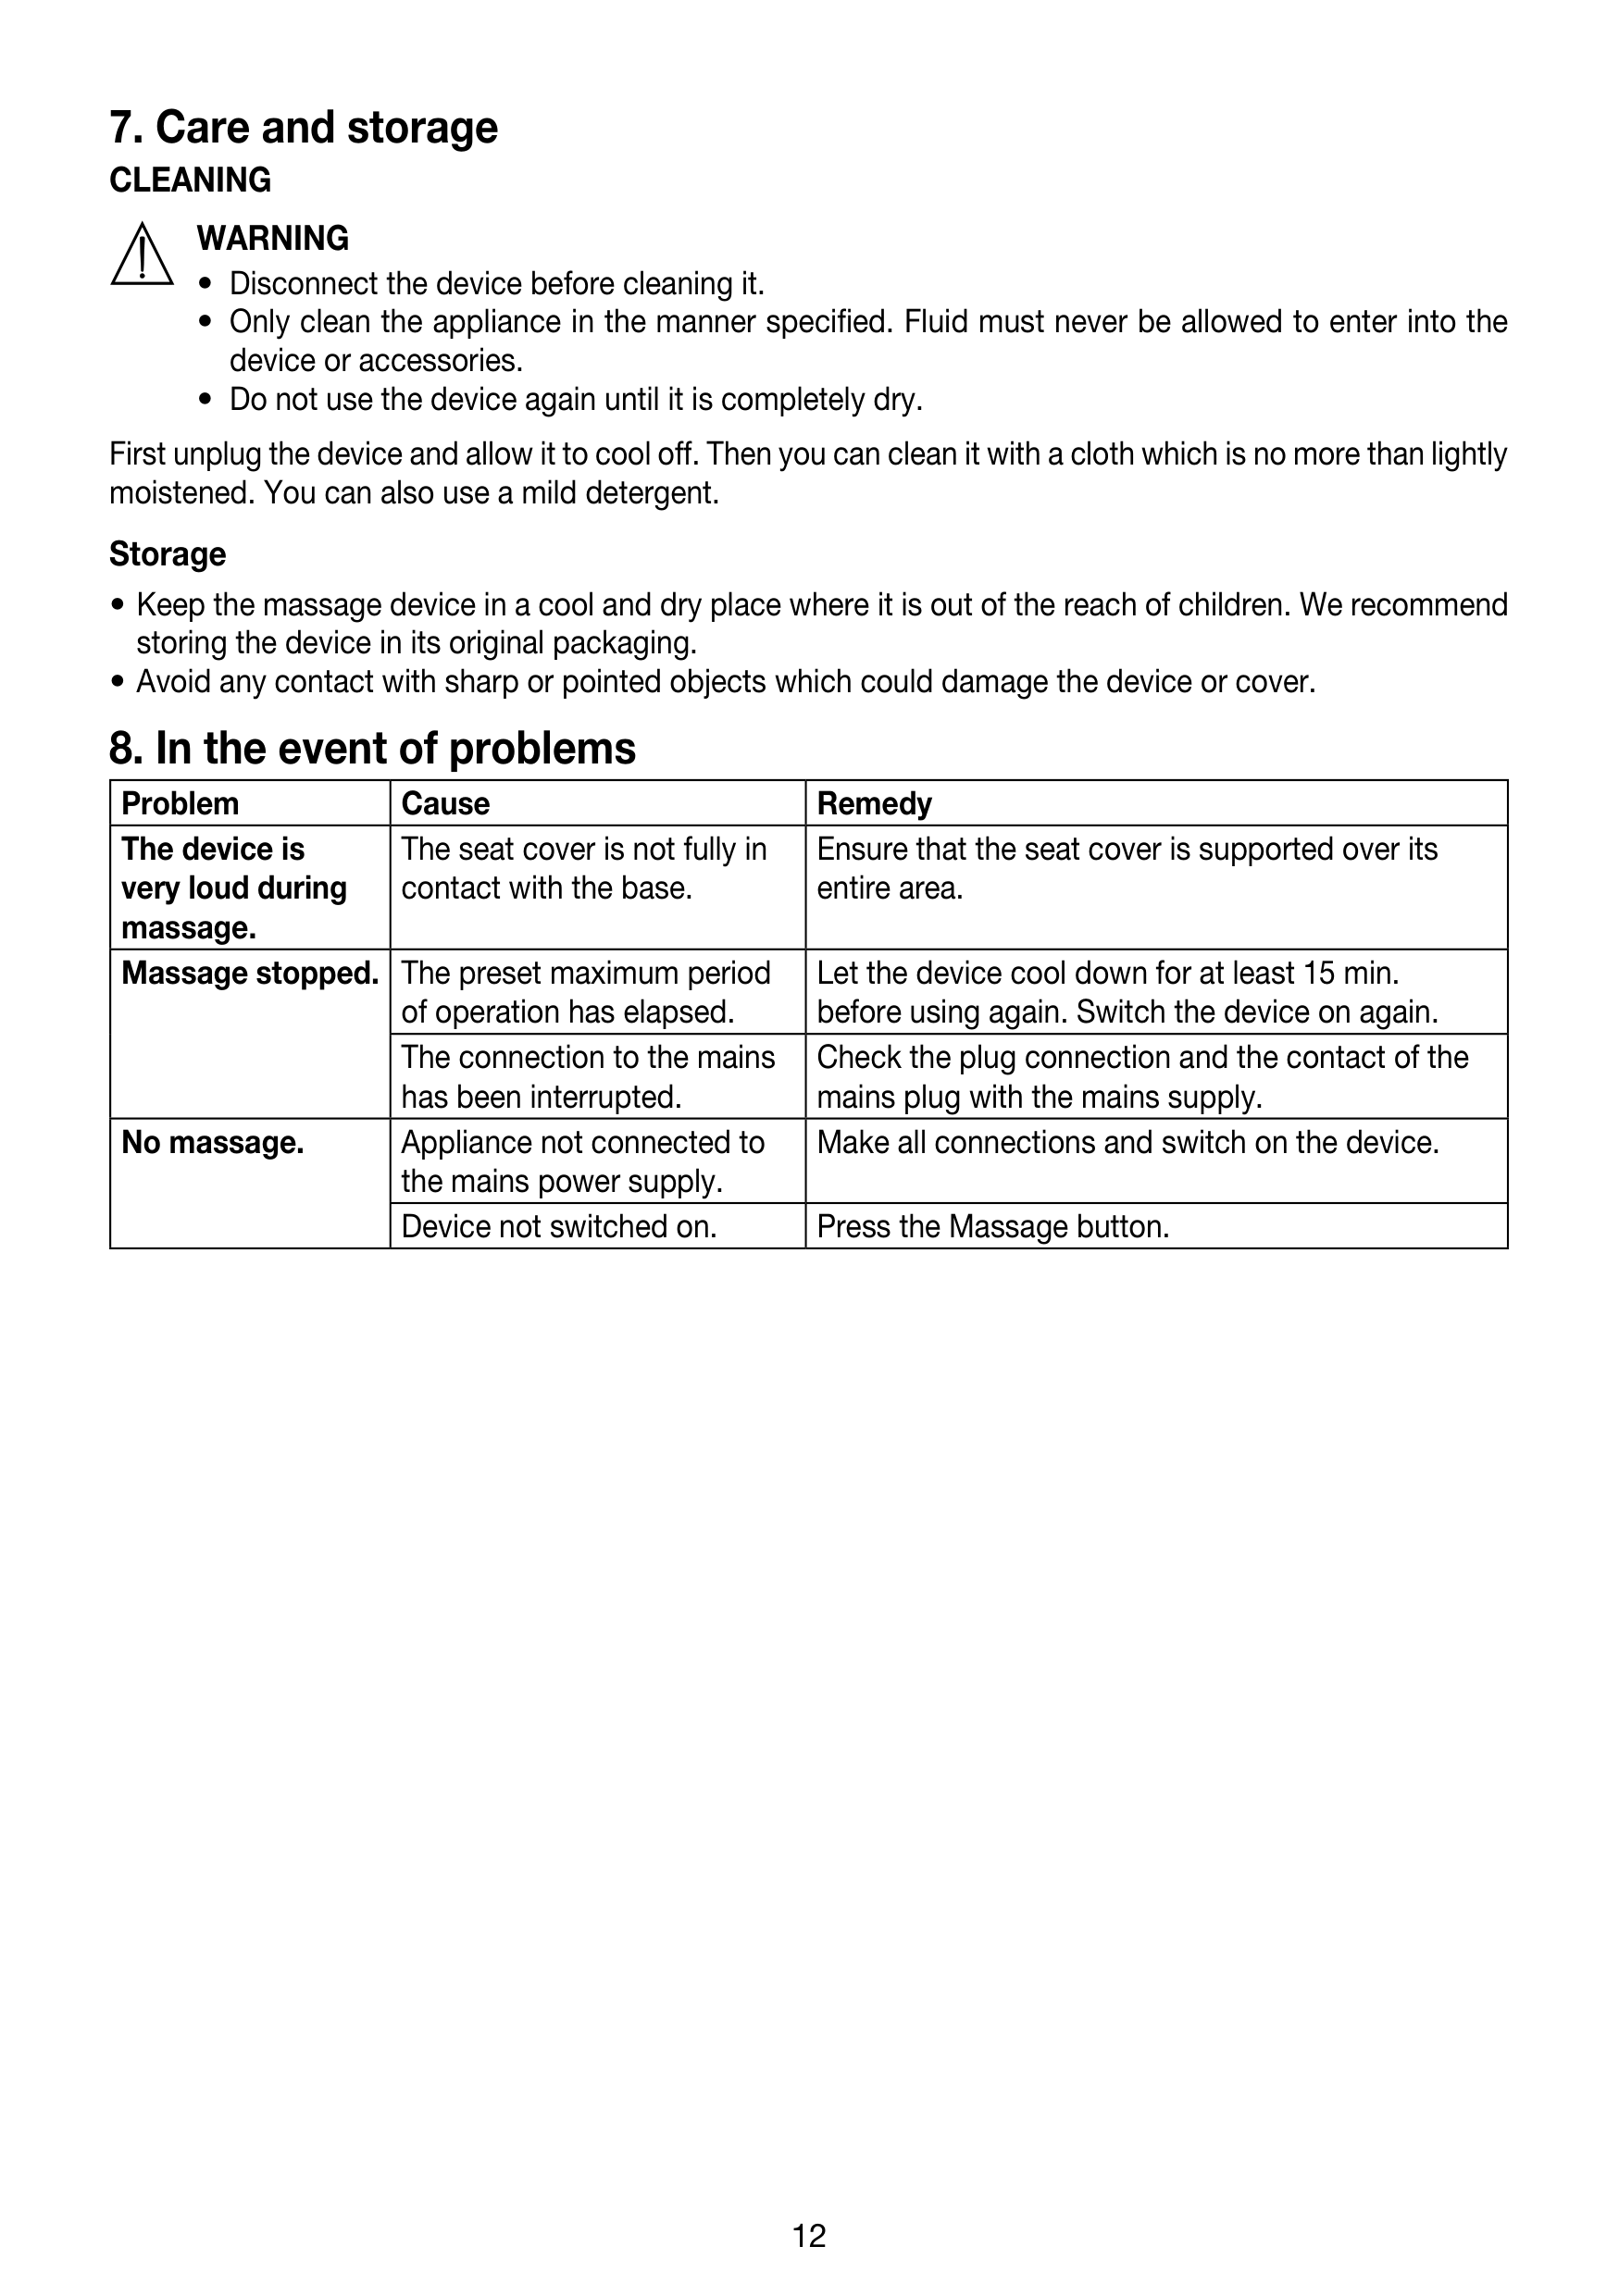 7. Care and storage
CLEANING
WARNING
• Disconnect the device before cleaning it.
• Only clean the appliance in the manner specified. Fluid must never be allowed to enter into the
device or accessories.
• Do not use the device again until it is completely dry.
First unplug the device and allow it to cool off. Then you can clean it with a cloth which is no more than lightly
moistened. You can also use a mild detergent.
Storage
• Keep the massage device in a cool and dry place where it is out of the reach of children. We recommend
storing the device in its original packaging.
• Avoid any contact with sharp or pointed objects which could damage the device or cover.
8. In the event of problems
Problem Cause Remedy
The device is
very loud during
massage.
The seat cover is not fully in
contact with the base.
Ensure that the seat cover is supported over its
entire area.
Massage stopped.
The preset maximum period
of operation has elapsed.
Let the device cool down for at least 15 min.
before using again. Switch the device on again.
The connection to the mains
has been interrupted.
Check the plug connection and the contact of the
mains plug with the mains supply.
No massage.
Appliance not connected to
the mains power supply.
Make all connections and switch on the device.
Device not switched on.
Press the Massage button.
12